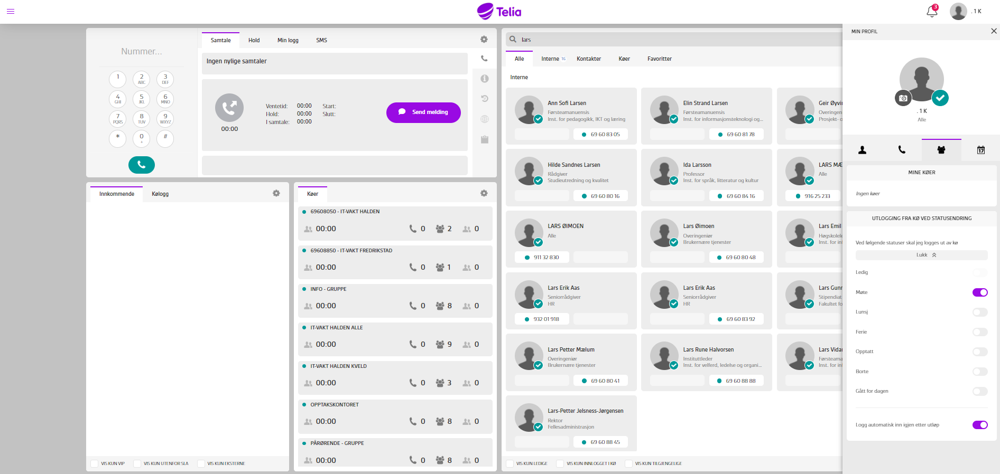 Telia
3
. 1 K
Nummer...
1
2
ABC
3
DEF
4
GHI
5
JKL
6
MNO
7
PQRS
8
TUV
9
WXYZ
*
0
+
#
Samtale
Hold
Min logg
SMS
Ingen nylige samtaler
00:00
Ventetid: 00:00
Hold: 00:00
I samtale: 00:00
Start:
Slutt:
Send melding
Innkommende
Kølogg
VIS KUN VIP
VIS KUN UTENFOR SLA
VIS KUN EKSTERNE
Køer
69608050 - IT-VAKT HALDEN
00:00 0 2 0
69608850 - IT-VAKT FREDRIKSTAD
00:00 0 1 0
INFO - GRUPPE
00:00 0 8 0
IT-VAKT HALDEN ALLE
00:00 0 9 0
IT-VAKT HALDEN KVELD
00:00 0 3 0
OPPTAKSKONTORET
00:00 0 8 0
PÅRØRENDE - GRUPPE
00:00 0 8 0
lars
Alle
Interne 16
Kontakter
Køer
Favoritter
Interne
Ann Sofi Larsen
Førsteamanuensis
Inst. for pedagogikk, IKT og læring
69 60 83 05
Elin Strand Larsen
Førsteamanuensis
Inst. for informasjonsteknologi og...
69 60 81 78
Geir Øyvin
Overingen
Prosjekt- o
Hilde Sandnes Larsen
Rådgiver
Studieutredning og kvalitet
69 60 80 16
Ida Larsson
Professor
Inst. for språk, litteratur og kultur
69 60 84 16
LARS MÆ
Alle
916 25 233
LARS ØIMOEN
Alle
911 32 830
Lars Øimoen
Overingeniør
Brukernære tjenester
69 60 80 48
Lars Emil
Høgskolele
Inst. for in
Lars Erik Aas
Seniorrådgiver
HR
932 01 918
Lars Erik Aas
Seniorrådgiver
HR
69 60 83 92
Lars Gunn
Stipendiat
Fakultet fo
Lars Petter Mælum
Overingeniør
Brukernære tjenester
69 60 80 41
Lars Rune Halvorsen
Instituttleder
Inst. for velferd, ledelse og organi...
69 60 88 88
Lars Vidar
Førsteama
Inst. for in
Lars-Petter Jelsness-Jørgensen
Rektor
Fellesadministrasjon
69 60 88 45
VIS KUN LEDIGE
VIS KUN INNLOGGET I KØ
VIS KUN TILGJENGELIGE
MIN PROFIL
. 1 K
Alle
17
MINE KØER
Ingen køer
UTLOGGING FRA KØ VED STATUSENDRING
Ved følgende statuser skal jeg logges ut av kø
Lukk
Ledig
Møte
Lunsj
Ferie
Opptatt
Borte
Gått for dagen
Logg automatisk inn igjen etter utløp